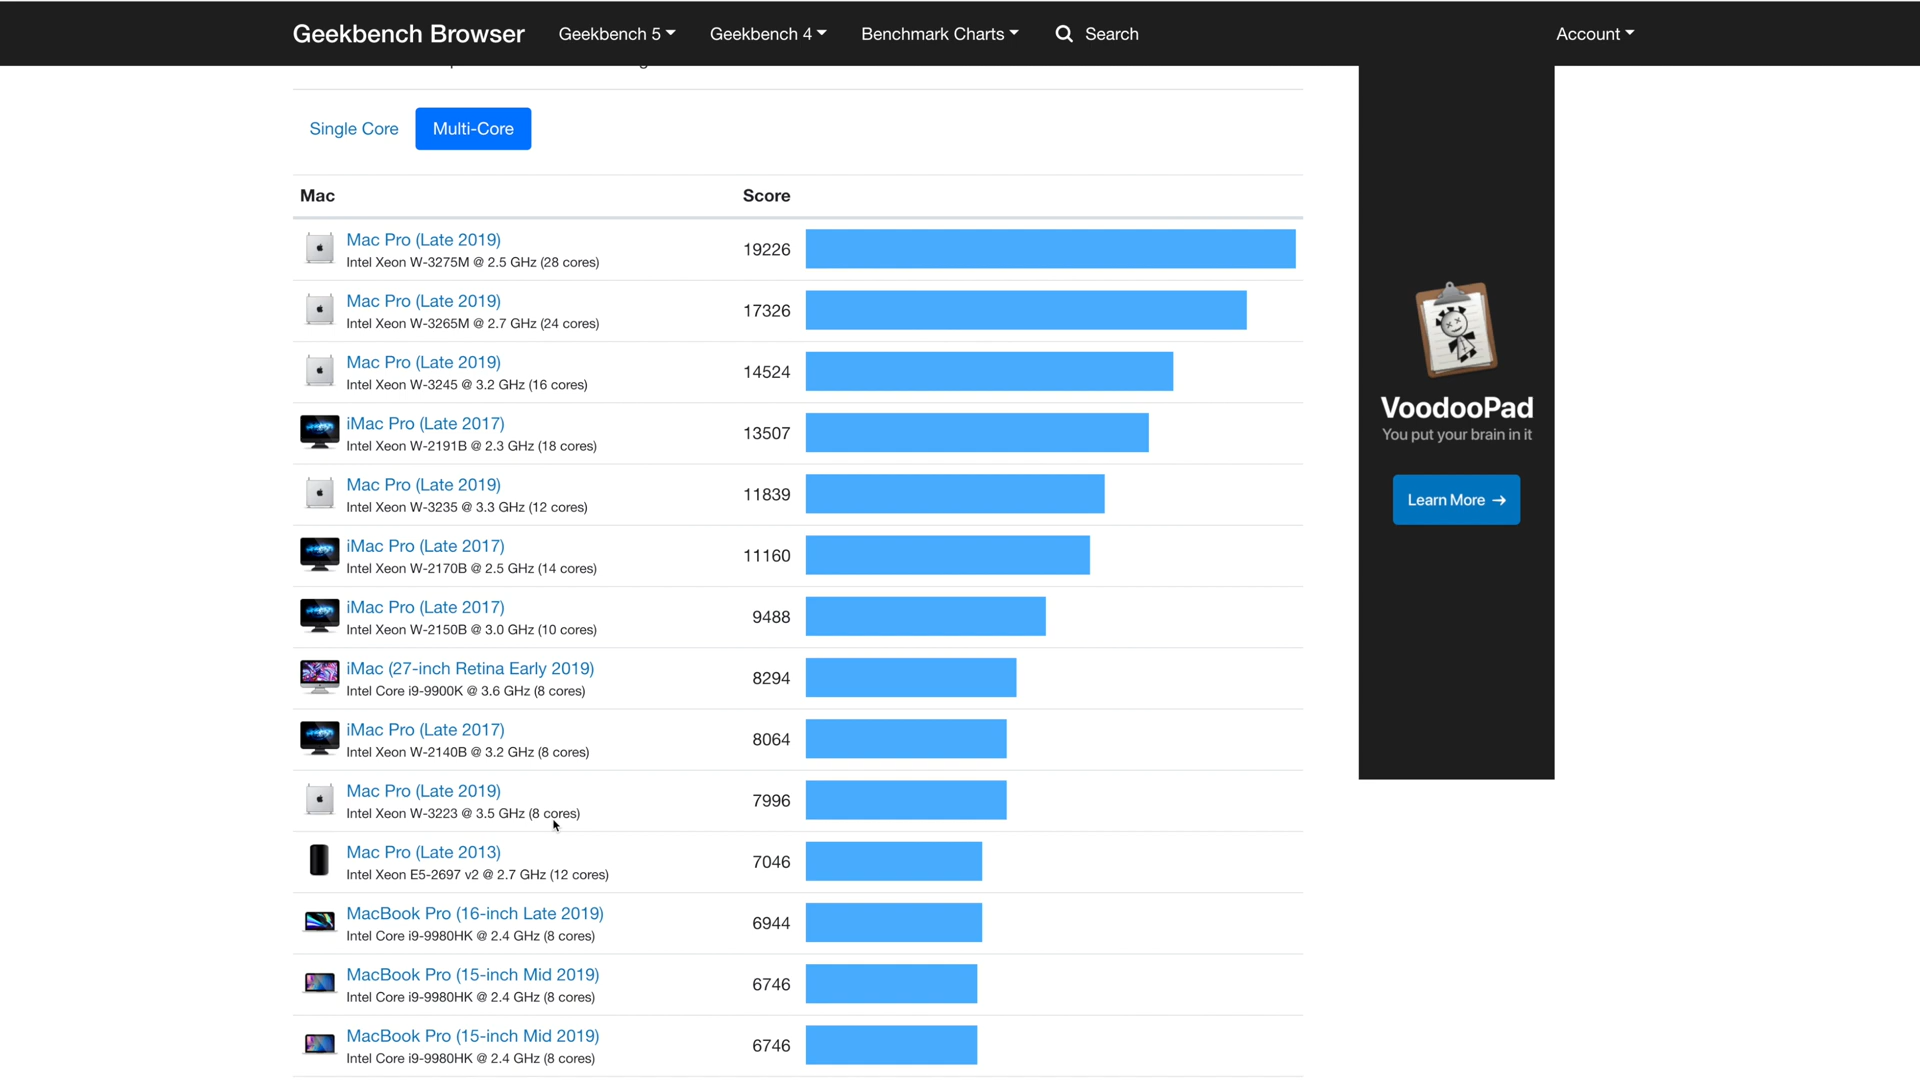 Geekbench Browser Geekbench 5 Geekbench 4 Benchmark Charts Search Account
Single Core Multi-Core
Mac Score
Mac Pro (Late 2019)
Intel Xeon W-3275M @ 2.5 GHz (28 cores)
19226
Mac Pro (Late 2019)
Intel Xeon W-3265M @ 2.7 GHz (24 cores)
17326
Mac Pro (Late 2019)
Intel Xeon W-3245 @ 3.2 GHz (16 cores)
14524
iMac Pro (Late 2017)
Intel Xeon W-2191B @ 2.3 GHz (18 cores)
13507
Mac Pro (Late 2019)
Intel Xeon W-3235 @ 3.3 GHz (12 cores)
11839
iMac Pro (Late 2017)
Intel Xeon W-2170B @ 2.5 GHz (14 cores)
11160
iMac Pro (Late 2017)
Intel Xeon W-2150B @ 3.0 GHz (10 cores)
9488
iMac (27-inch Retina Early 2019)
Intel Core i9-9900K @ 3.6 GHz (8 cores)
8294
iMac Pro (Late 2017)
Intel Xeon W-2140B @ 3.2 GHz (8 cores)
8064
Mac Pro (Late 2019)
Intel Xeon W-3223 @ 3.5 GHz (8 cores)
7996
Mac Pro (Late 2013)
Intel Xeon E5-2697 v2 @ 2.7 GHz (12 cores)
7046
MacBook Pro (16-inch Late 2019)
Intel Core i9-9980HK @ 2.4 GHz (8 cores)
6944
MacBook Pro (15-inch Mid 2019)
Intel Core i9-9980HK @ 2.4 GHz (8 cores)
6746
MacBook Pro (15-inch Mid 2019)
Intel Core i9-9980HK @ 2.4 GHz (8 cores)
6746
VoodooPad
You put your brain in it
Learn More →